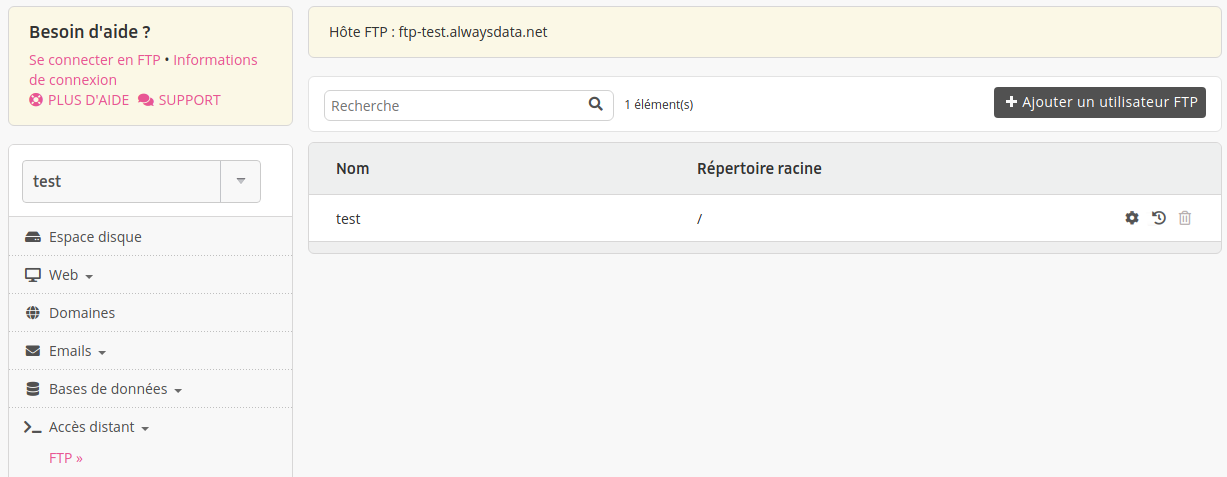 Besoin d'aide ?
Se connecter en FTP • Informations
de connexion
PLUS D'AIDE SUPPORT
test
Espace disque
Web
Domaines
Emails
Bases de données
Accès distant
FTP »
Hôte FTP : ftp-test.alwaysdata.net
Recherche 1 élément(s) + Ajouter un utilisateur FTP
Nom Répertoire racine
test /